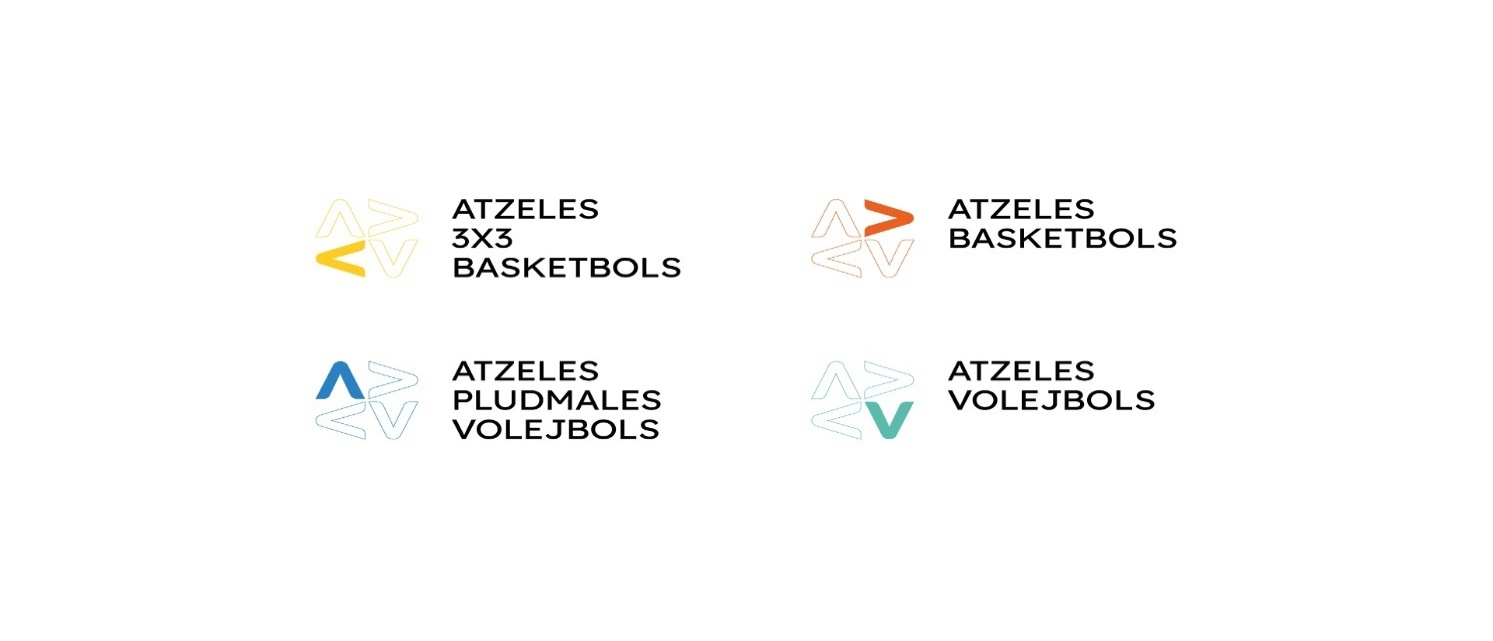 ATZELES
3X3
BASKETBOLS
ATZELES
BASKETBOLS
ATZELES
PLUDMALES
VOLEJBOLS
ATZELES
VOLEJBOLS